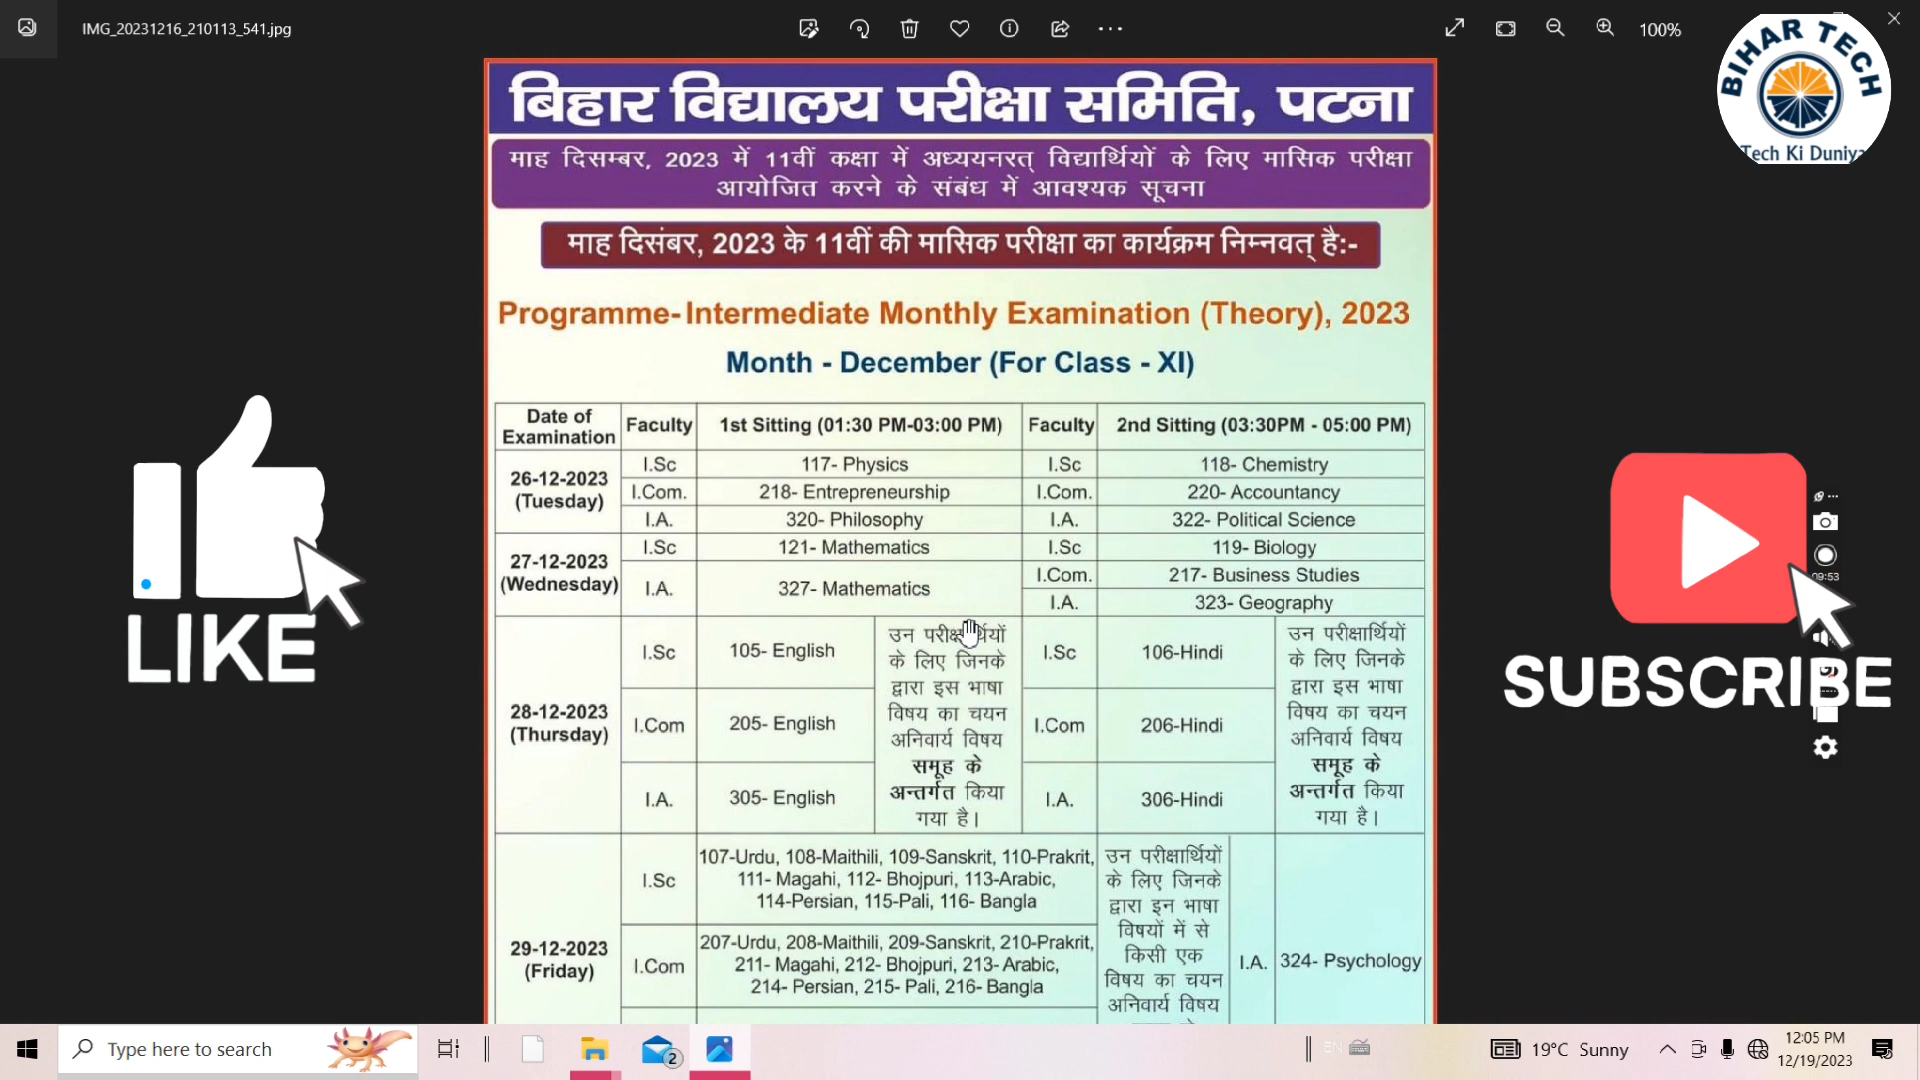 IMG_20231216_210113_541.jpg
100%
BIHAR TECH
Tech Ki Duniya
बिहार विद्यालय परीक्षा समिति, पटना
माह दिसम्बर, 2023 में 11वीं कक्षा में अध्ययनरत् विद्यार्थियों के लिए मासिक परीक्षा
आयोजित करने के संबंध में आवश्यक सूचना
माह दिसंबर, 2023 के 11वीं की मासिक परीक्षा का कार्यक्रम निम्नवत् है:-
Programme-Intermediate Monthly Examination (Theory), 2023
Month - December (For Class - XI)
Date of Examination Faculty 1st Sitting (01:30 PM-03:00 PM) Faculty 2nd Sitting (03:30PM - 05:00 PM)
26-12-2023
(Tuesday)
I.Sc 117- Physics I.Sc 118- Chemistry
I.Com. 218- Entrepreneurship I.Com. 220- Accountancy
I.A. 320- Philosophy I.A. 322- Political Science
27-12-2023
(Wednesday)
I.Sc 121- Mathematics I.Sc 119- Biology
I.A. 327- Mathematics I.Com. 217- Business Studies
I.A. 323- Geography
28-12-2023
(Thursday)
I.Sc 105- English
I.Com 205- English
I.A. 305- English
उन परीक्षार्थियों
के लिए जिनके
द्वारा इस भाषा
विषय का चयन
अनिवार्य विषय
समूह के
अन्तर्गत किया
गया है।
I.Sc 106-Hindi
I.Com 206-Hindi
I.A. 306-Hindi
उन परीक्षार्थियों
के लिए जिनके
द्वारा इस भाषा
विषय का चयन
अनिवार्य विषय
समूह के
अन्तर्गत किया
गया है।
29-12-2023
(Friday)
I.Sc
107-Urdu, 108-Maithili, 109-Sanskrit, 110-Prakrit,
111- Magahi, 112- Bhojpuri, 113-Arabic,
114-Persian, 115-Pali, 116- Bangla
I.Com
207-Urdu, 208-Maithili, 209-Sanskrit, 210-Prakrit,
211- Magahi, 212- Bhojpuri, 213- Arabic,
214- Persian, 215- Pali, 216- Bangla
उन परीक्षार्थियों
के लिए जिनके
द्वारा इन भाषा
विषयों में से
किसी एक
विषय का चयन
अनिवार्य विषय
I.A. 324- Psychology
LIKE
09:53
SUBSCRIBE
Type here to search
2
EN
19°C Sunny
12:05 PM
12/19/2023